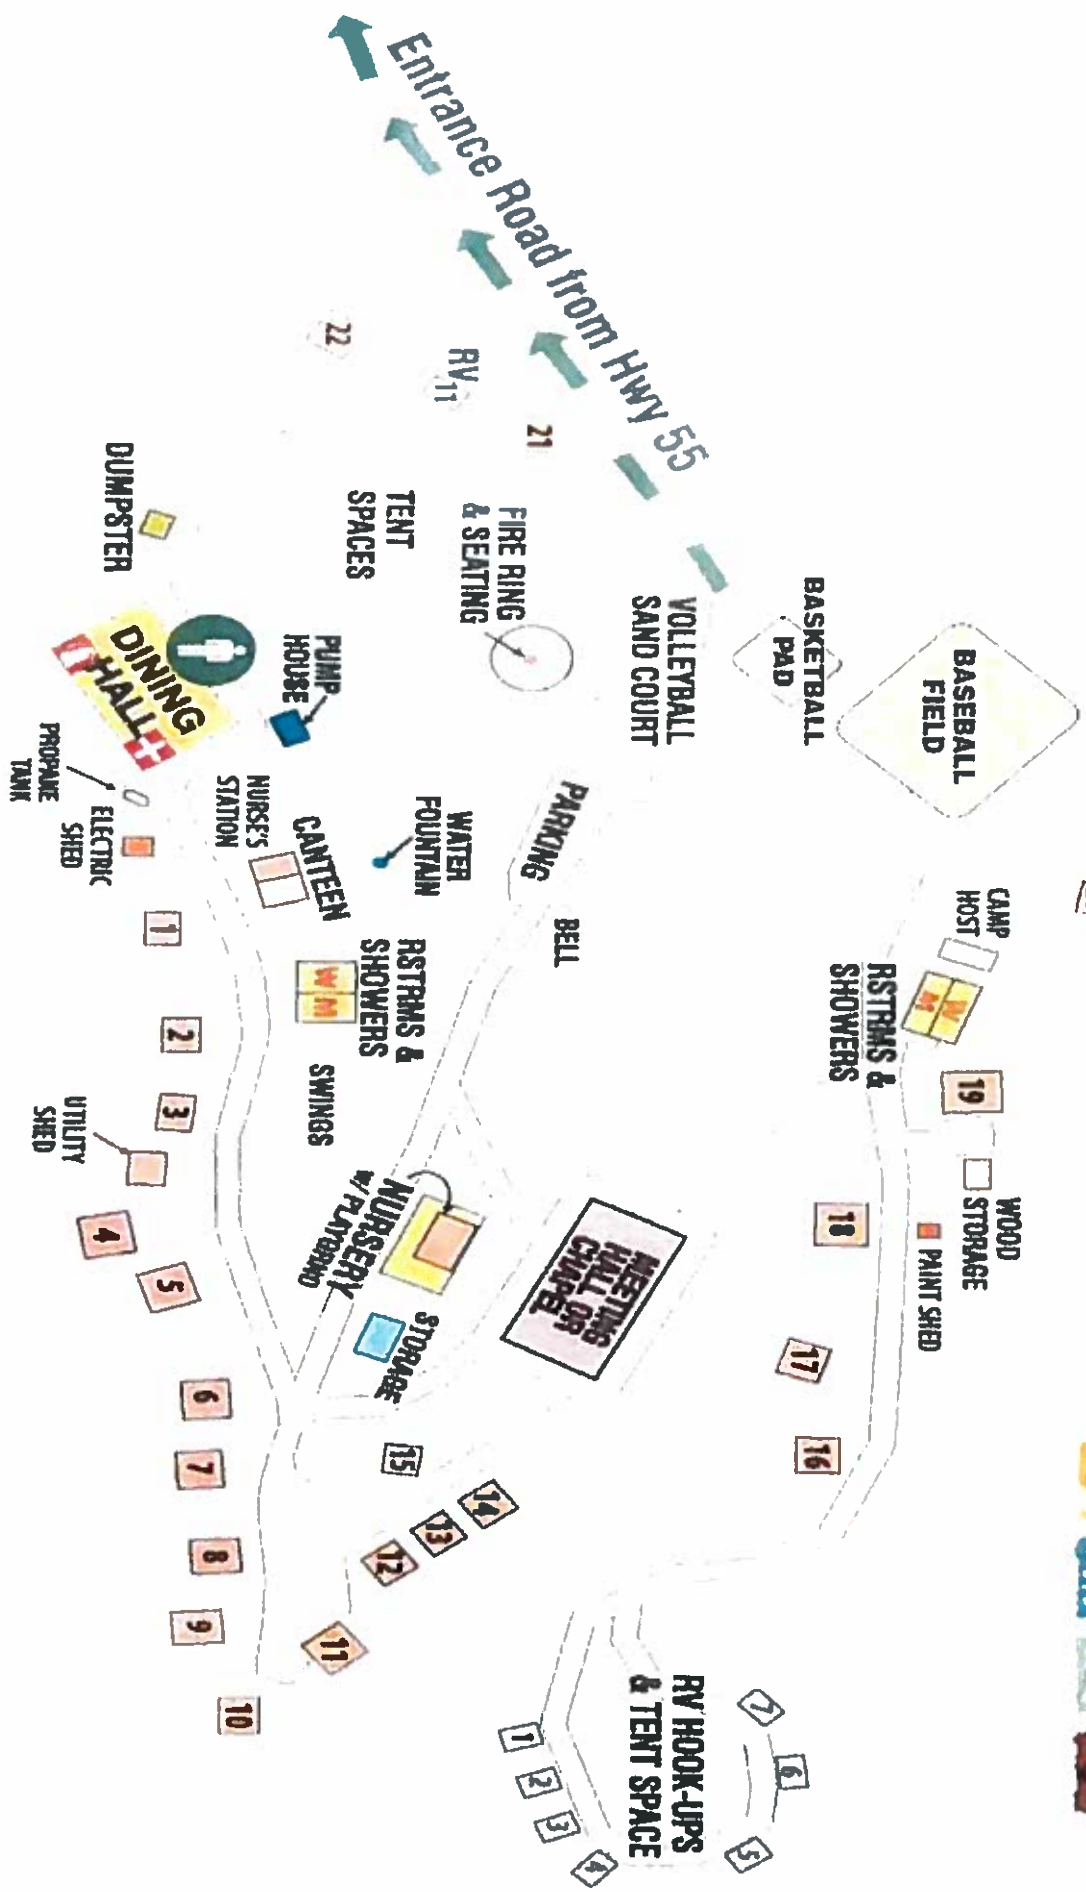 Entrance Road from Hwy 55
BASEBALL
FIELD
BASKETBALL
PAD
VOLLEYBALL
SAND COURT
FIRE RING
& SEATING
21
RV
11
22
TENT
SPACES
DUMPSTER
DINING
HALL
PUMP
HOUSE
PROPANE
TANK
ELECTRIC
SHED
NURSE'S
STATION
CANTEEN
WATER
FOUNTAIN
PARKING
BELL
CAMP
HOST
RSTRMS &
SHOWERS
W
M
19
WOOD
STORAGE
PAINT SHED
18
17
16
RSTRMS &
SHOWERS
W M
SWINGS
NURSERY
W/ PLAYGRND
STORAGE
MEETING
HALL OR
CHAPEL
UTILITY
SHED
1
2
3
4
5
6
7
8
9
10
11
12
13
14
15
RV HOOK-UPS
& TENT SPACE
1
2
3
4
5
6
7